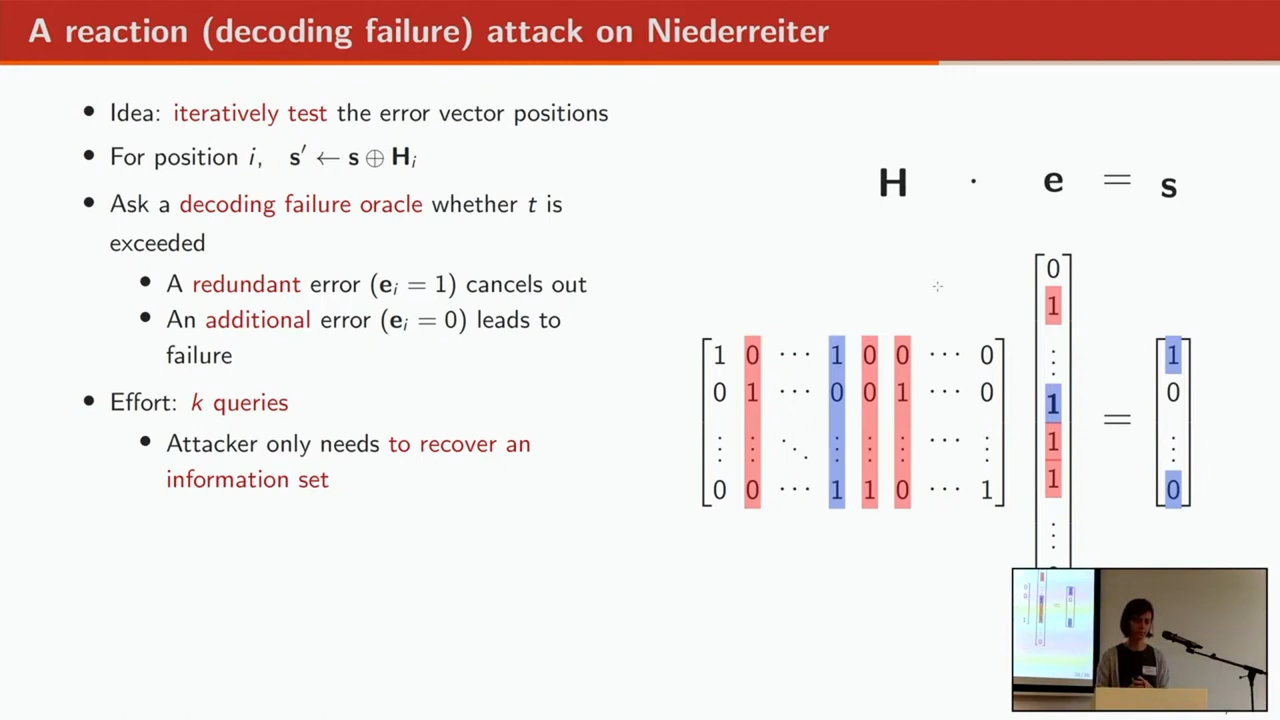 A reaction (decoding failure) attack on Niederreiter
• Idea: iteratively test the error vector positions
• For position i, s′ ← s ⊕ Hᵢ
• Ask a decoding failure oracle whether t is
exceeded
• A redundant error (eᵢ = 1) cancels out
• An additional error (eᵢ = 0) leads to
failure
• Effort: k queries
• Attacker only needs to recover an
information set
H · e = s
0
1
⋮
1
1
1
⋮
1 0 ··· 1 0 0 ··· 0
0 1 ··· 0 0 1 ··· 0
⋮ ⋮ ⋱ ⋮ ⋮ ⋮ ··· ⋮
0 0 ··· 1 1 0 ··· 1
=
1
0
⋮
0